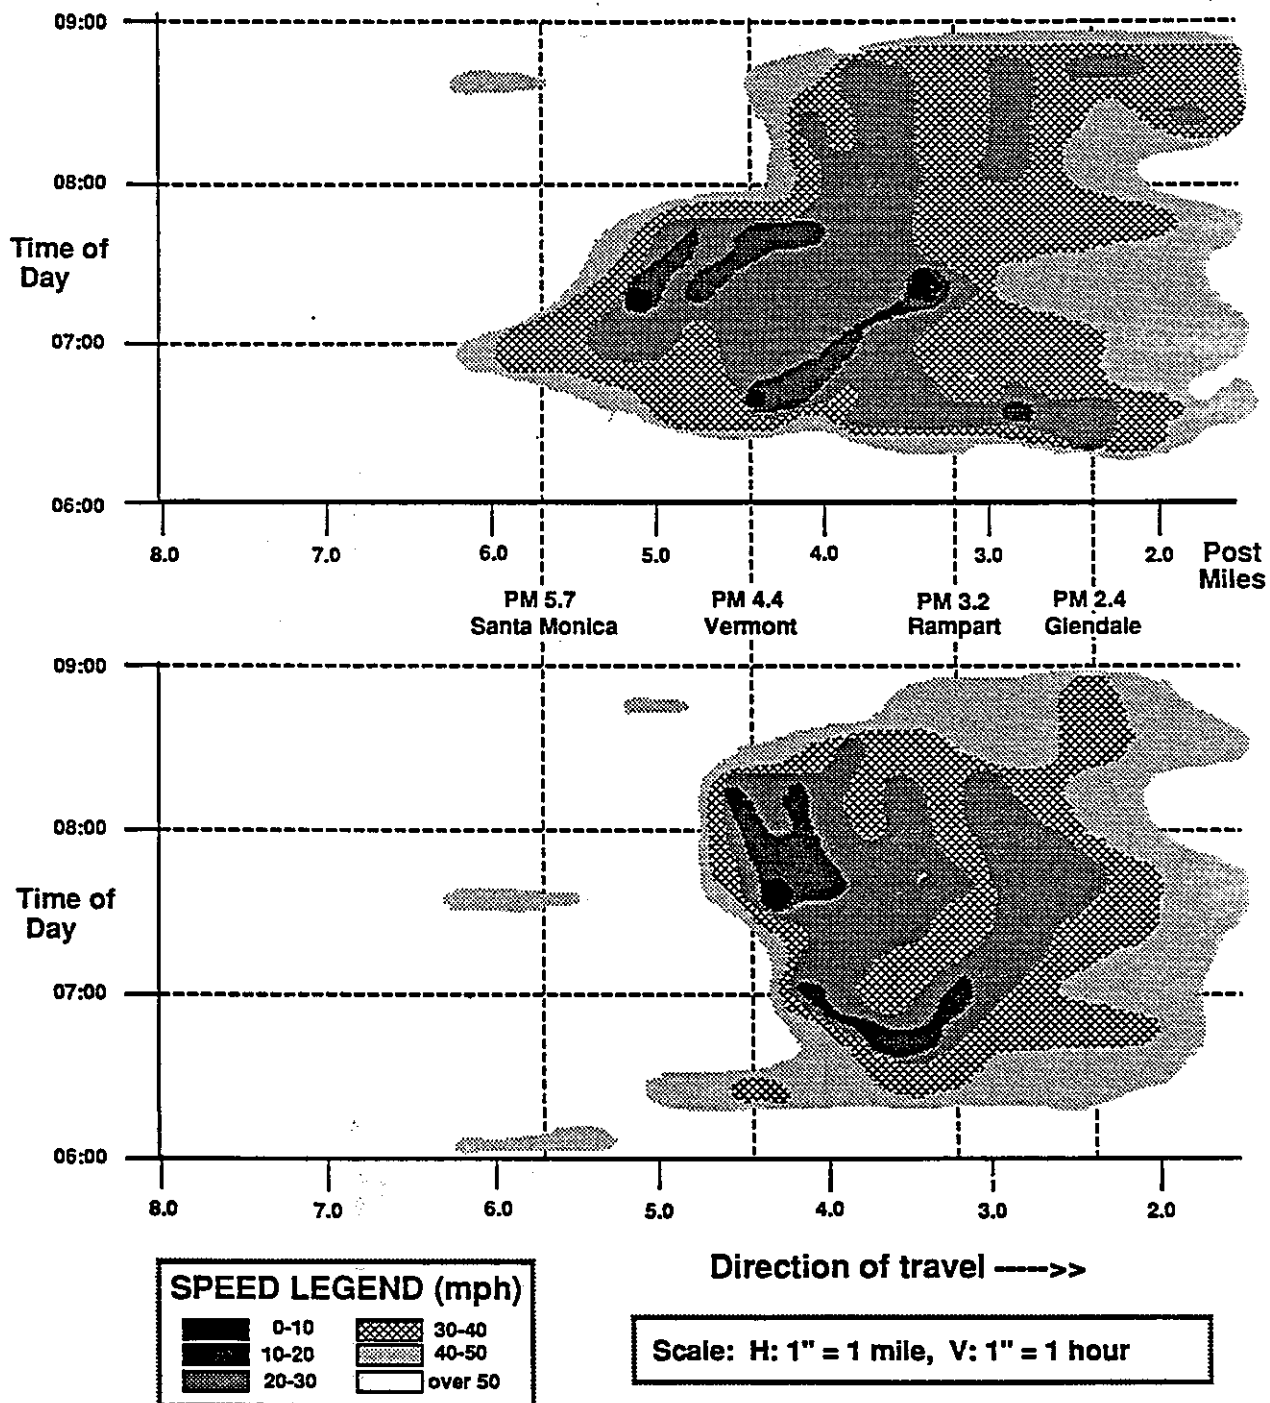 09:00
08:00
Time of
Day
07:00
06:00
8.0 7.0 6.0 5.0 4.0 3.0 2.0 Post
Miles
PM 5.7 PM 4.4 PM 3.2 PM 2.4
Santa Monica Vermont Rampart Glendale
09:00
08:00
Time of
Day
07:00
06:00
8.0 7.0 6.0 5.0 4.0 3.0 2.0
Direction of travel ----->>
SPEED LEGEND (mph)
0-10 30-40
10-20 40-50
20-30 over 50
Scale: H: 1" = 1 mile, V: 1" = 1 hour